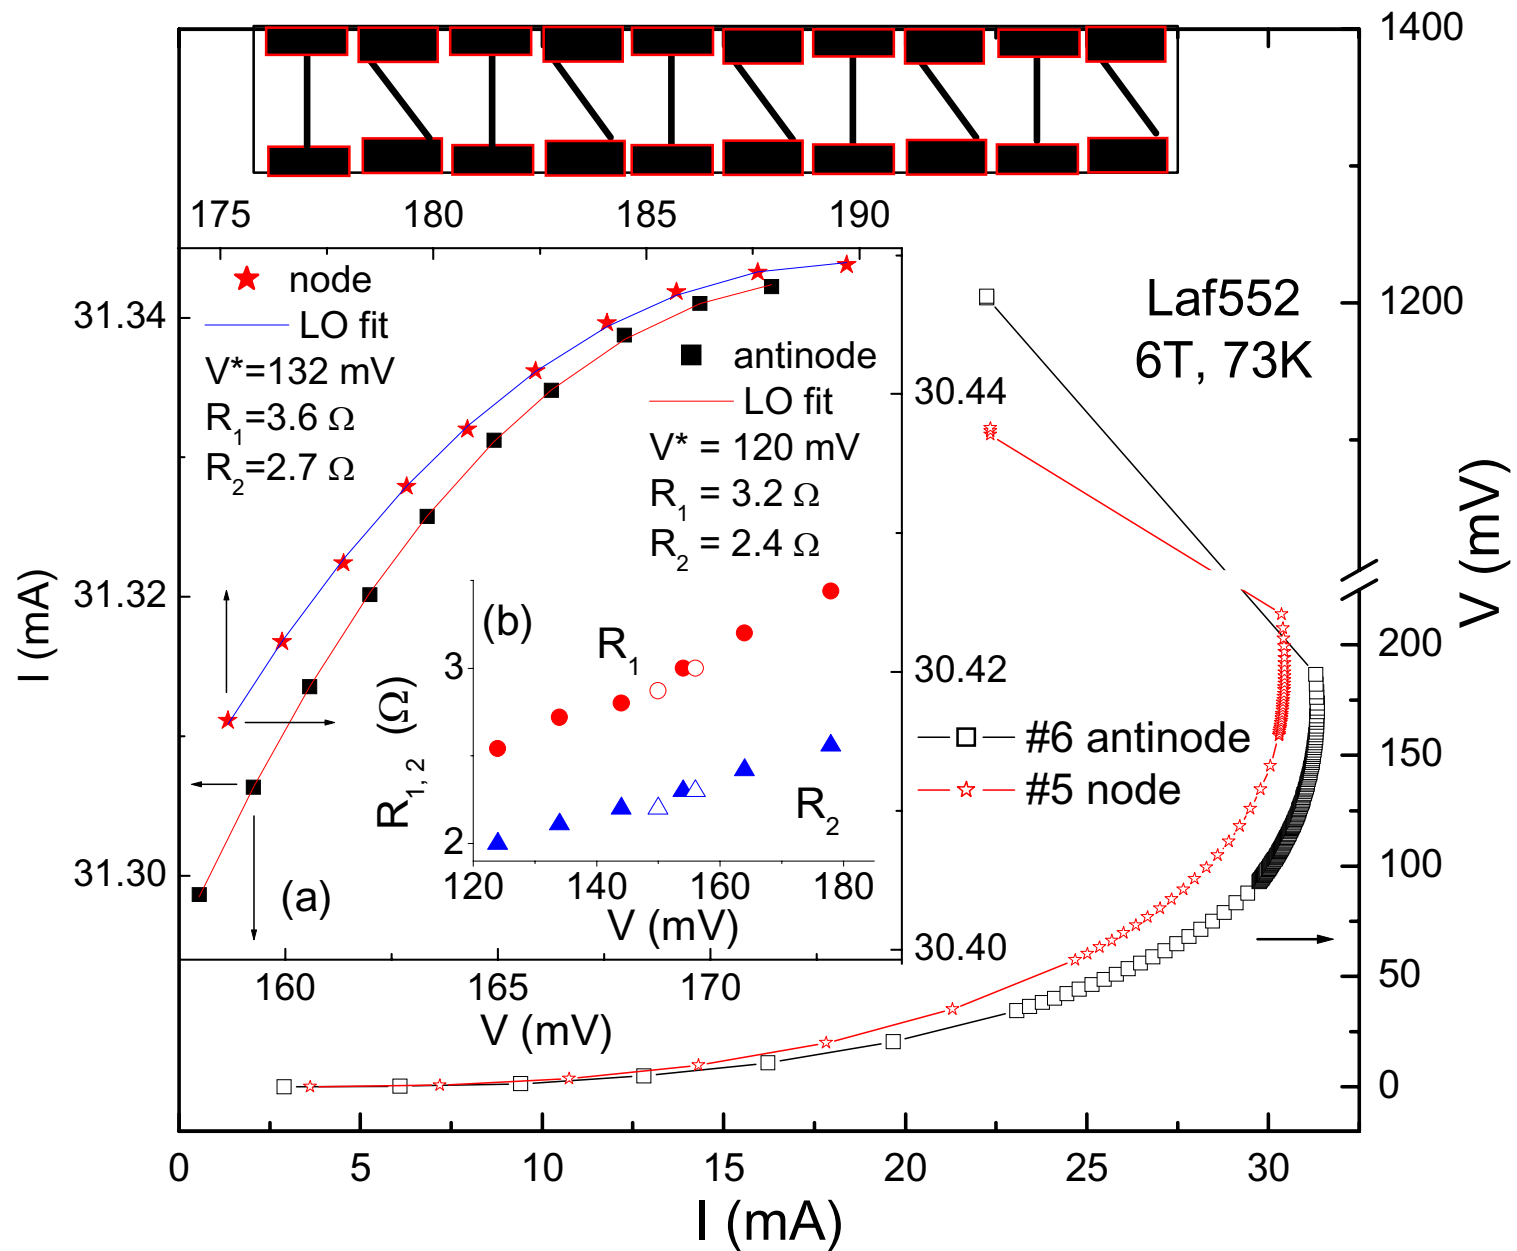 1400
175 180 185 190
node
LO fit
V*=132 mV
R1=3.6 Ω
R2=2.7 Ω
antinode
LO fit
V* = 120 mV
R1 = 3.2 Ω
R2 = 2.4 Ω
Laf552
6T, 73K
1200
31.34
31.32
31.30
I (mA)
30.44
30.42
30.40
V (mV)
200
150
100
50
0
#6 antinode
#5 node
(b)
R1
R2
R1, 2 (Ω)
3
2
120 140 160 180
V (mV)
(a)
160 165 170
V (mV)
0 5 10 15 20 25 30
I (mA)